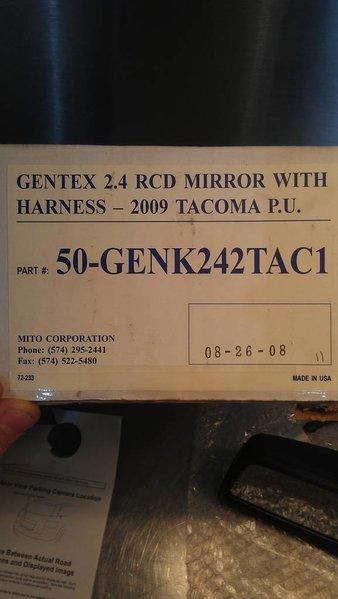 GENTEX 2.4 RCD MIRROR WITH
HARNESS – 2009 TACOMA P.U.
PART #: 50-GENK242TAC1
MITO CORPORATION
Phone: (574) 295-2441
Fax: (574) 522-5480
08-26-08 11
72-233
MADE IN USA
Rear View Parking Camera Location
Between Actual Road
and Displayed Image